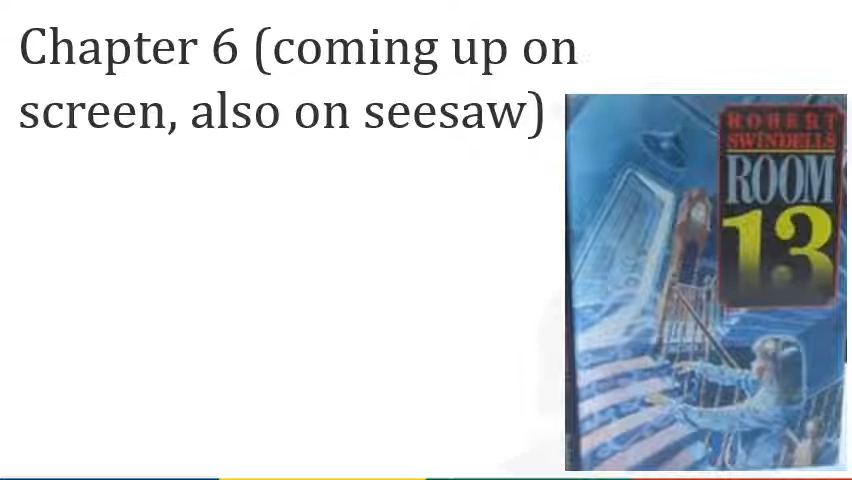 Chapter 6 (coming up on
screen, also on seesaw)
ROBERT
SWINDELLS
ROOM
13